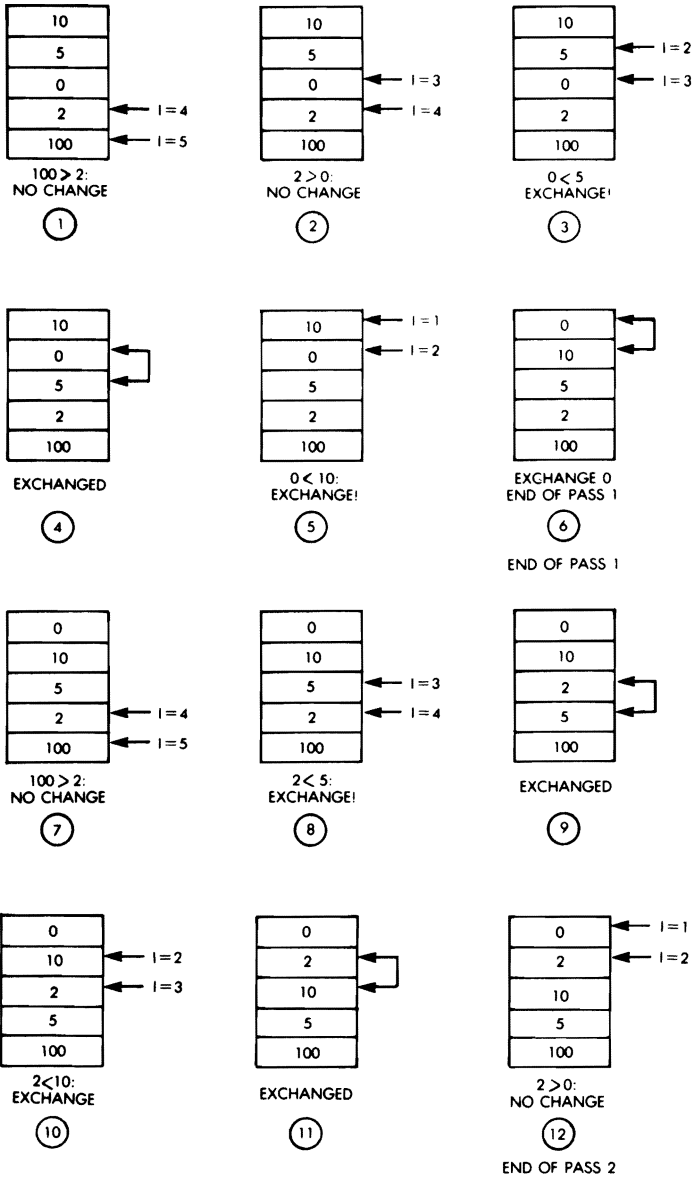 10
5
0
2
100
I=4
I=5
100 > 2:
NO CHANGE
1
10
5
0
2
100
I=3
I=4
2 > 0:
NO CHANGE
2
10
5
0
2
100
I=2
I=3
0 < 5
EXCHANGE!
3
10
0
5
2
100
EXCHANGED
4
10
0
5
2
100
I=1
I=2
0 < 10:
EXCHANGE!
5
0
10
5
2
100
EXCHANGE 0
END OF PASS 1
6
END OF PASS 1
0
10
5
2
100
I=4
I=5
100 > 2:
NO CHANGE
7
0
10
5
2
100
I=3
I=4
2 < 5:
EXCHANGE!
8
0
10
2
5
100
EXCHANGED
9
0
10
2
5
100
I=2
I=3
2<10:
EXCHANGE
10
0
2
10
5
100
EXCHANGED
11
0
2
10
5
100
I=1
I=2
2 > 0:
NO CHANGE
12
END OF PASS 2